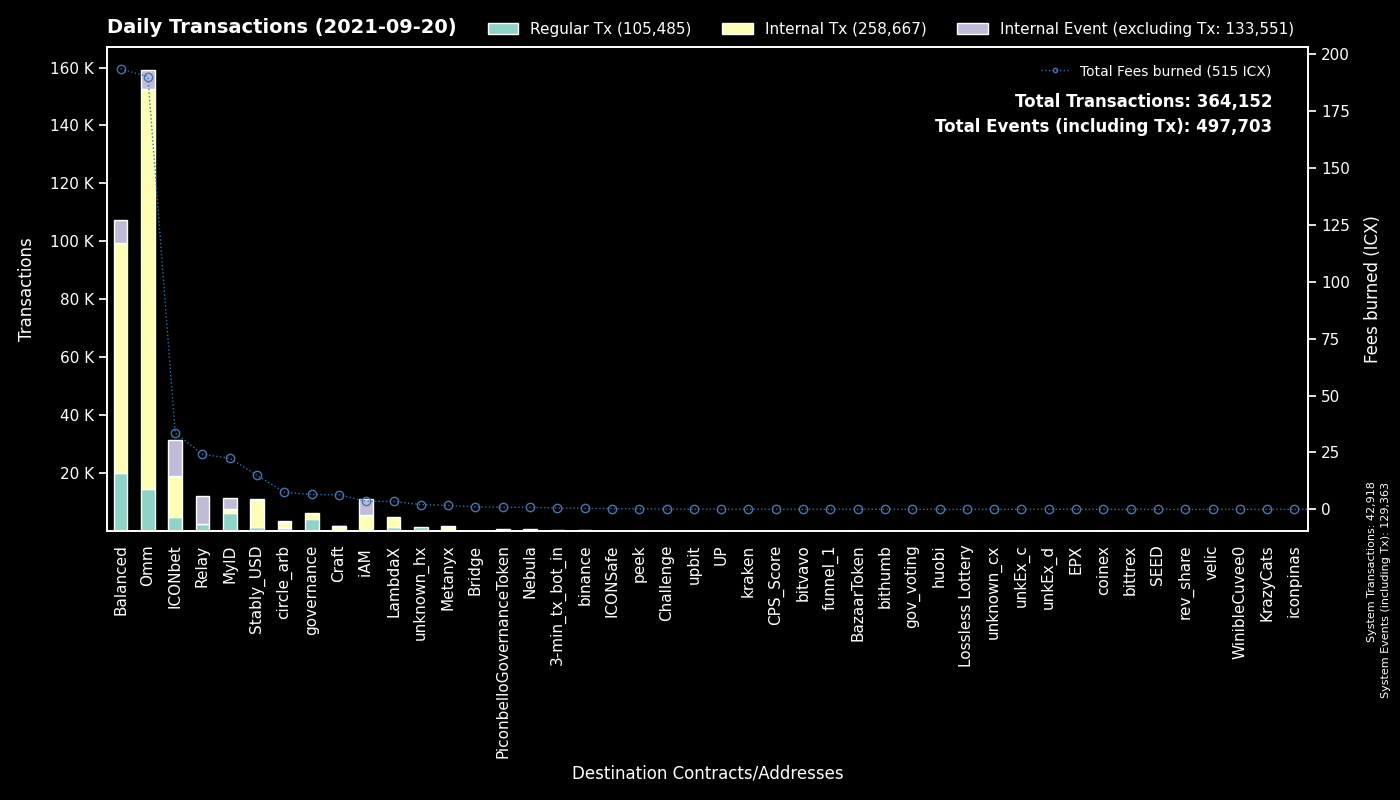 Daily Transactions (2021-09-20)
Regular Tx (105,485)
Internal Tx (258,667)
Internal Event (excluding Tx: 133,551)
Total Fees burned (515 ICX)
Total Transactions: 364,152
Total Events (including Tx): 497,703
Transactions
160 K
140 K
120 K
100 K
80 K
60 K
40 K
20 K
200
175
150
125
100
75
50
25
0
Fees burned (ICX)
System Transactions: 42,918
System Events (including Tx): 129,363
Balanced
Omm
ICONbet
Relay
MyID
Stably_USD
circle_arb
governance
Craft
iAM
LambdaX
unknown_hx
Metanyx
Bridge
PiconbelloGovernanceToken
Nebula
3-min_tx_bot_in
binance
ICONSafe
peek
Challenge
upbit
UP
kraken
CPS_Score
bitvavo
funnel_1
BazaarToken
bithumb
gov_voting
huobi
Lossless Lottery
unknown_cx
unkEx_c
unkEx_d
EPX
coinex
bittrex
SEED
rev_share
velic
WinibleCuvee0
KrazyCats
iconpinas
Destination Contracts/Addresses